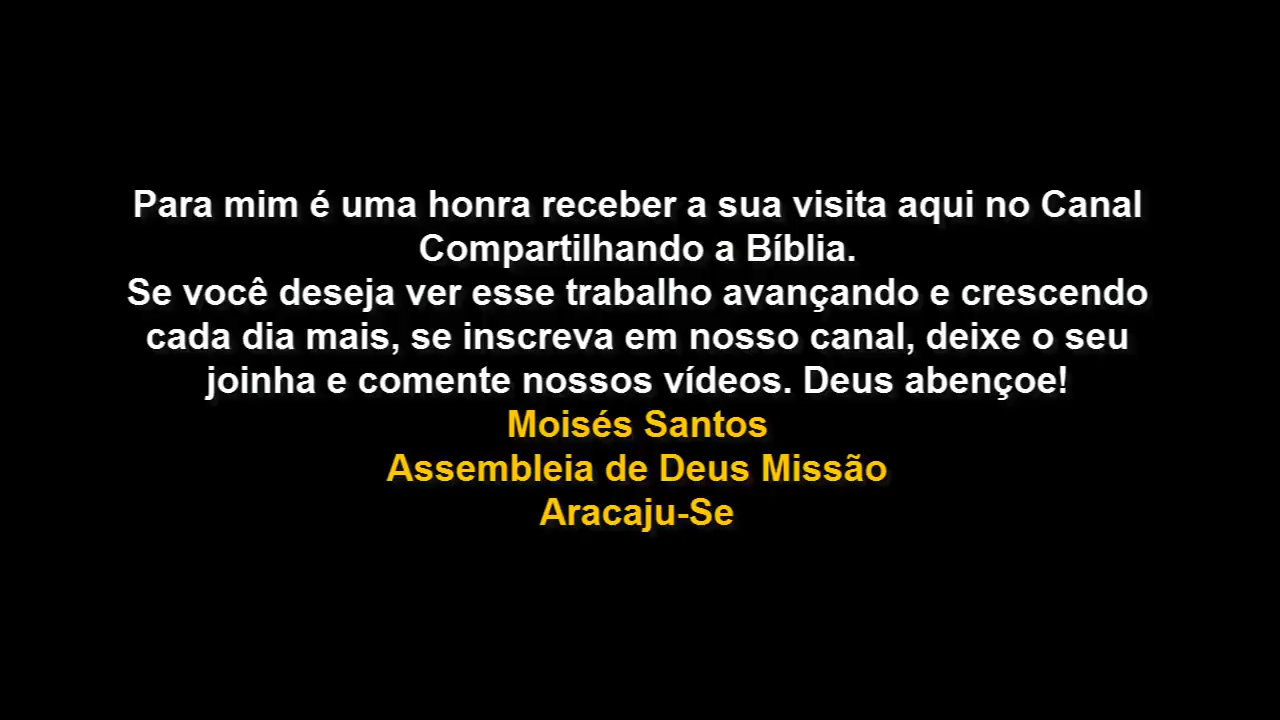 Para mim é uma honra receber a sua visita aqui no Canal
Compartilhando a Bíblia.
Se você deseja ver esse trabalho avançando e crescendo
cada dia mais, se inscreva em nosso canal, deixe o seu
joinha e comente nossos vídeos. Deus abençoe!
Moisés Santos
Assembleia de Deus Missão
Aracaju-Se